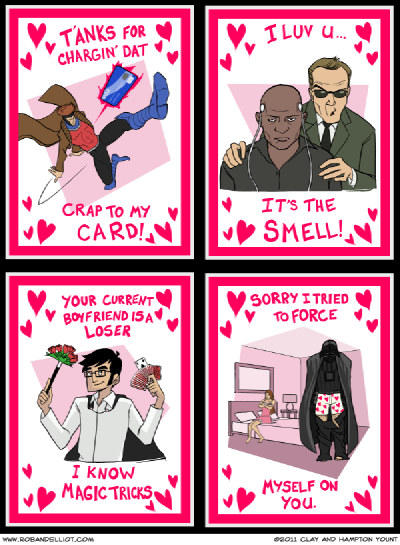 T'ANKS FOR
CHARGIN' DAT
CRAP TO MY
CARD!
I LUV U...
IT'S THE
SMELL!
YOUR CURRENT
BOYFRIEND IS A
LOSER
I KNOW
MAGIC TRICKS
SORRY I TRIED
TO FORCE
MYSELF ON
YOU.
WWW.ROBANDELLIOT.COM
©2011 CLAY AND HAMPTON YOUNT